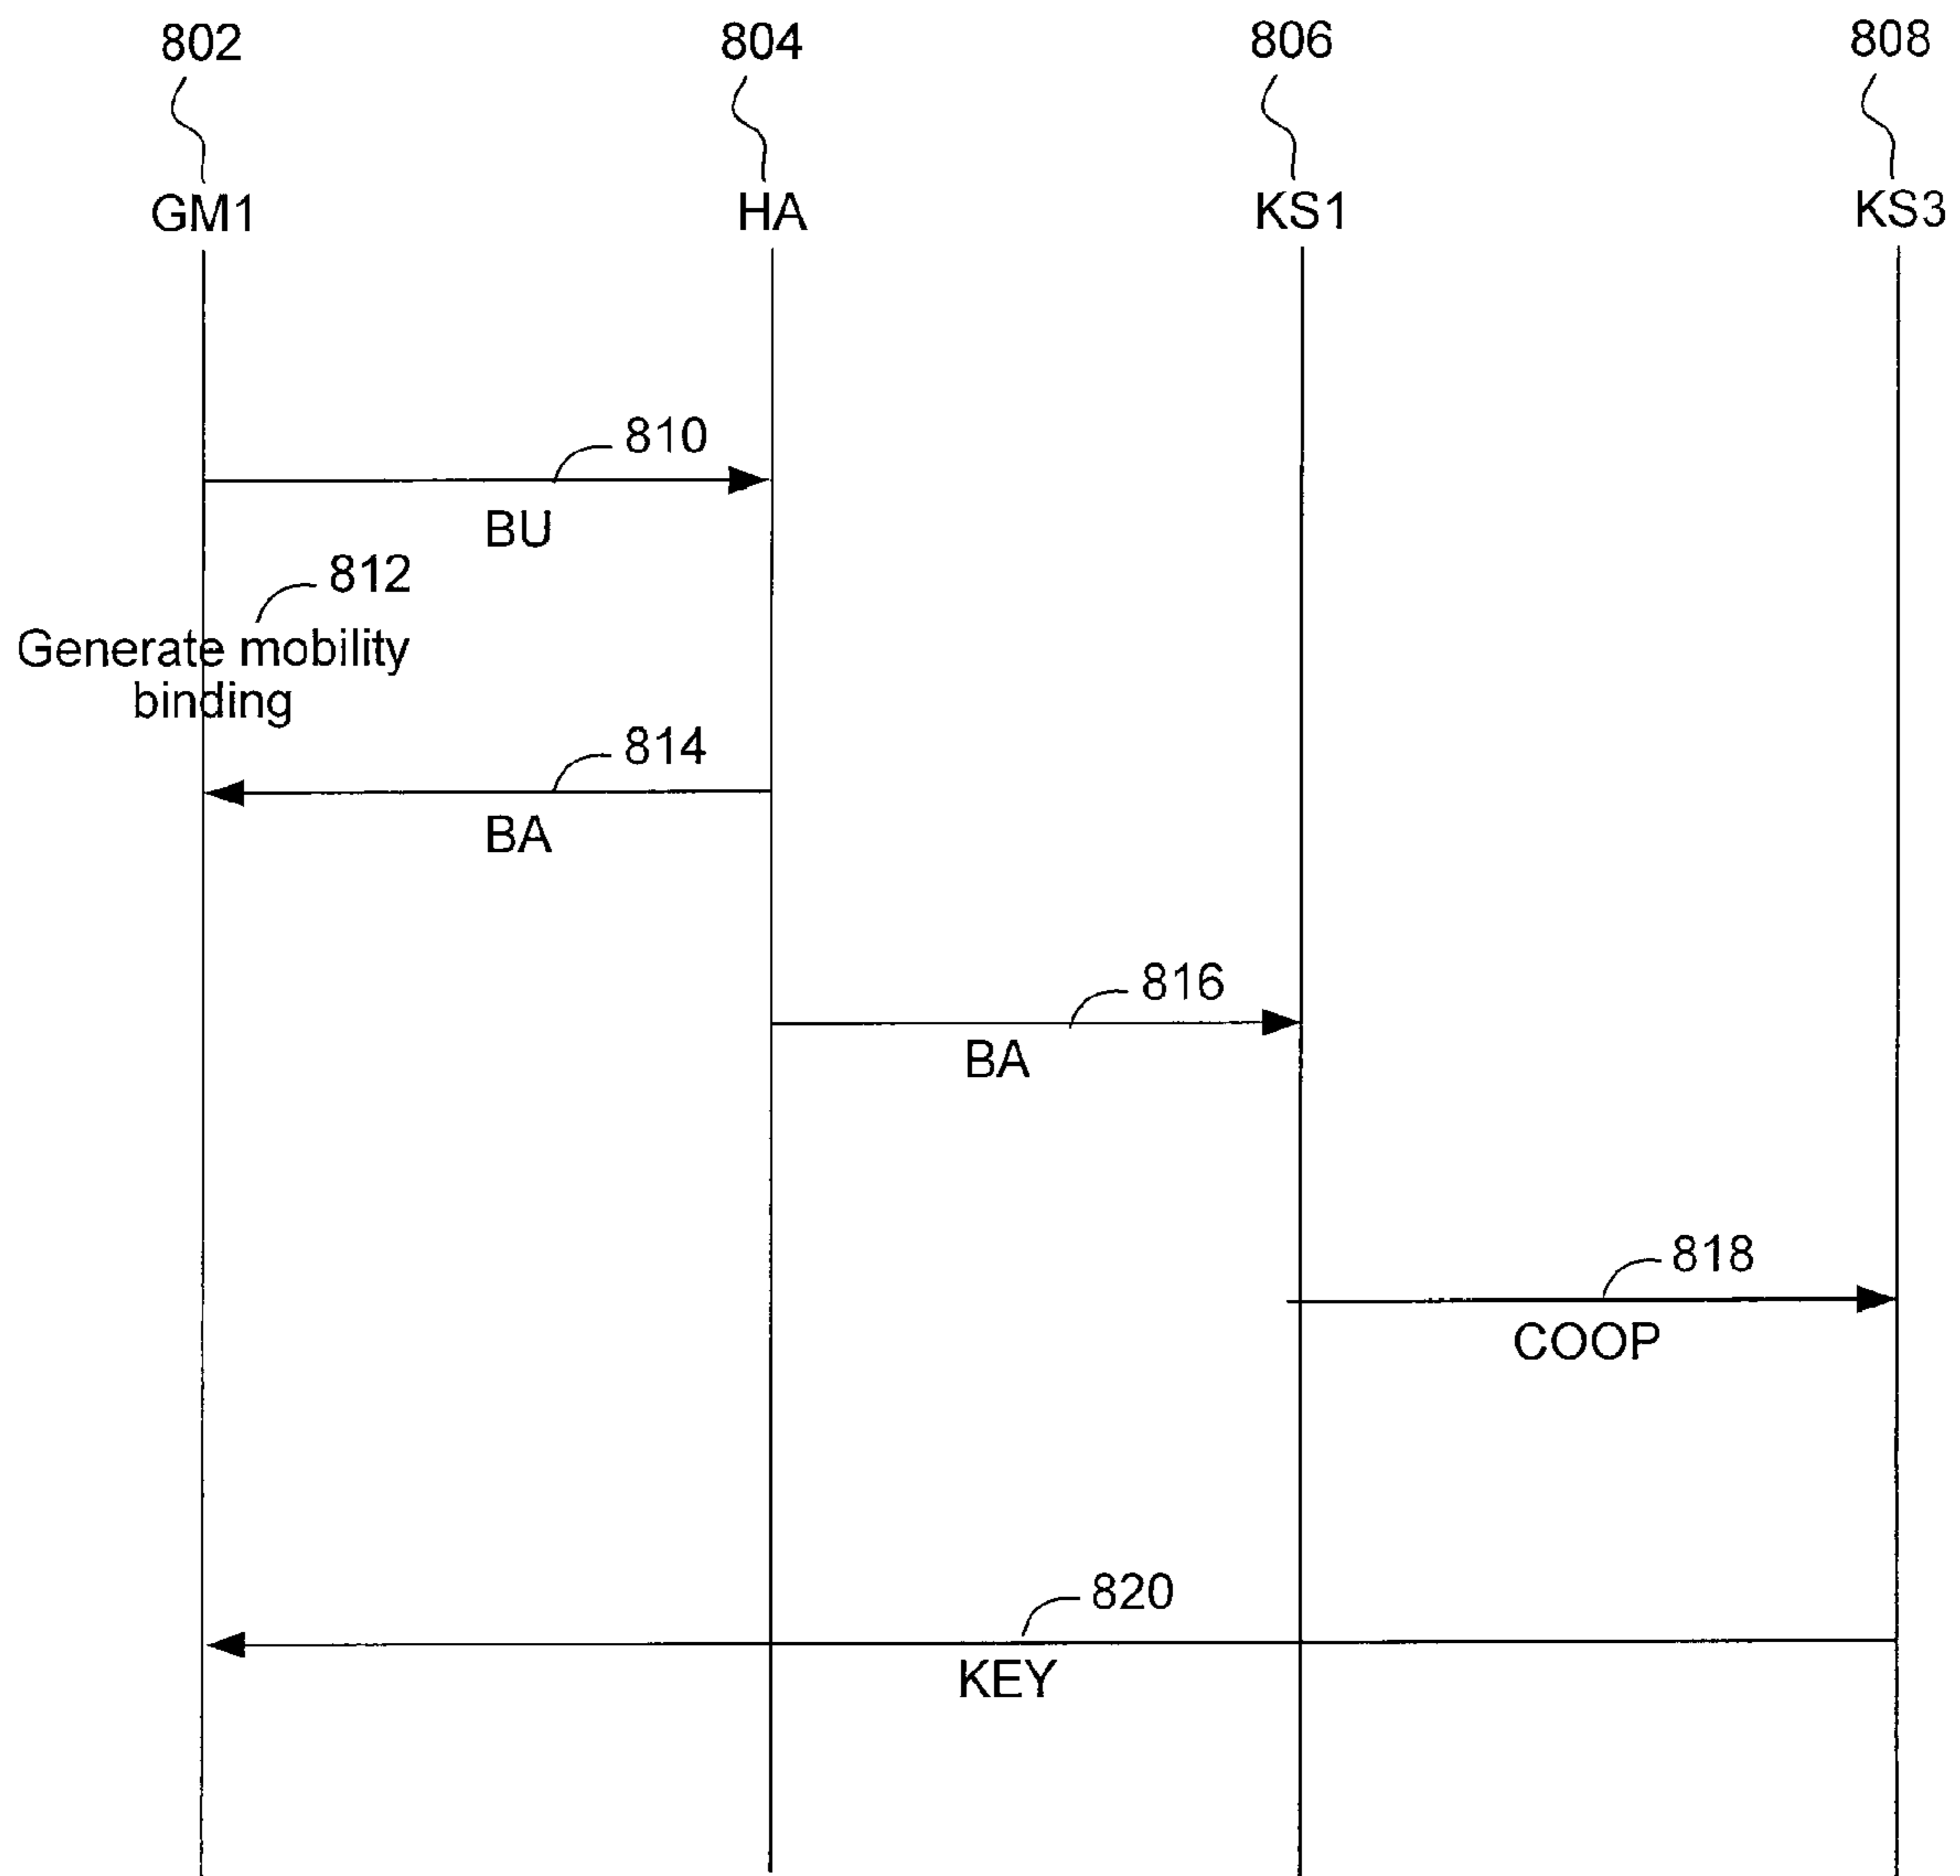 802 804 806 808
GM1 HA KS1 KS3
810
BU
812
Generate mobility
binding
814
BA
816
BA
818
COOP
820
KEY